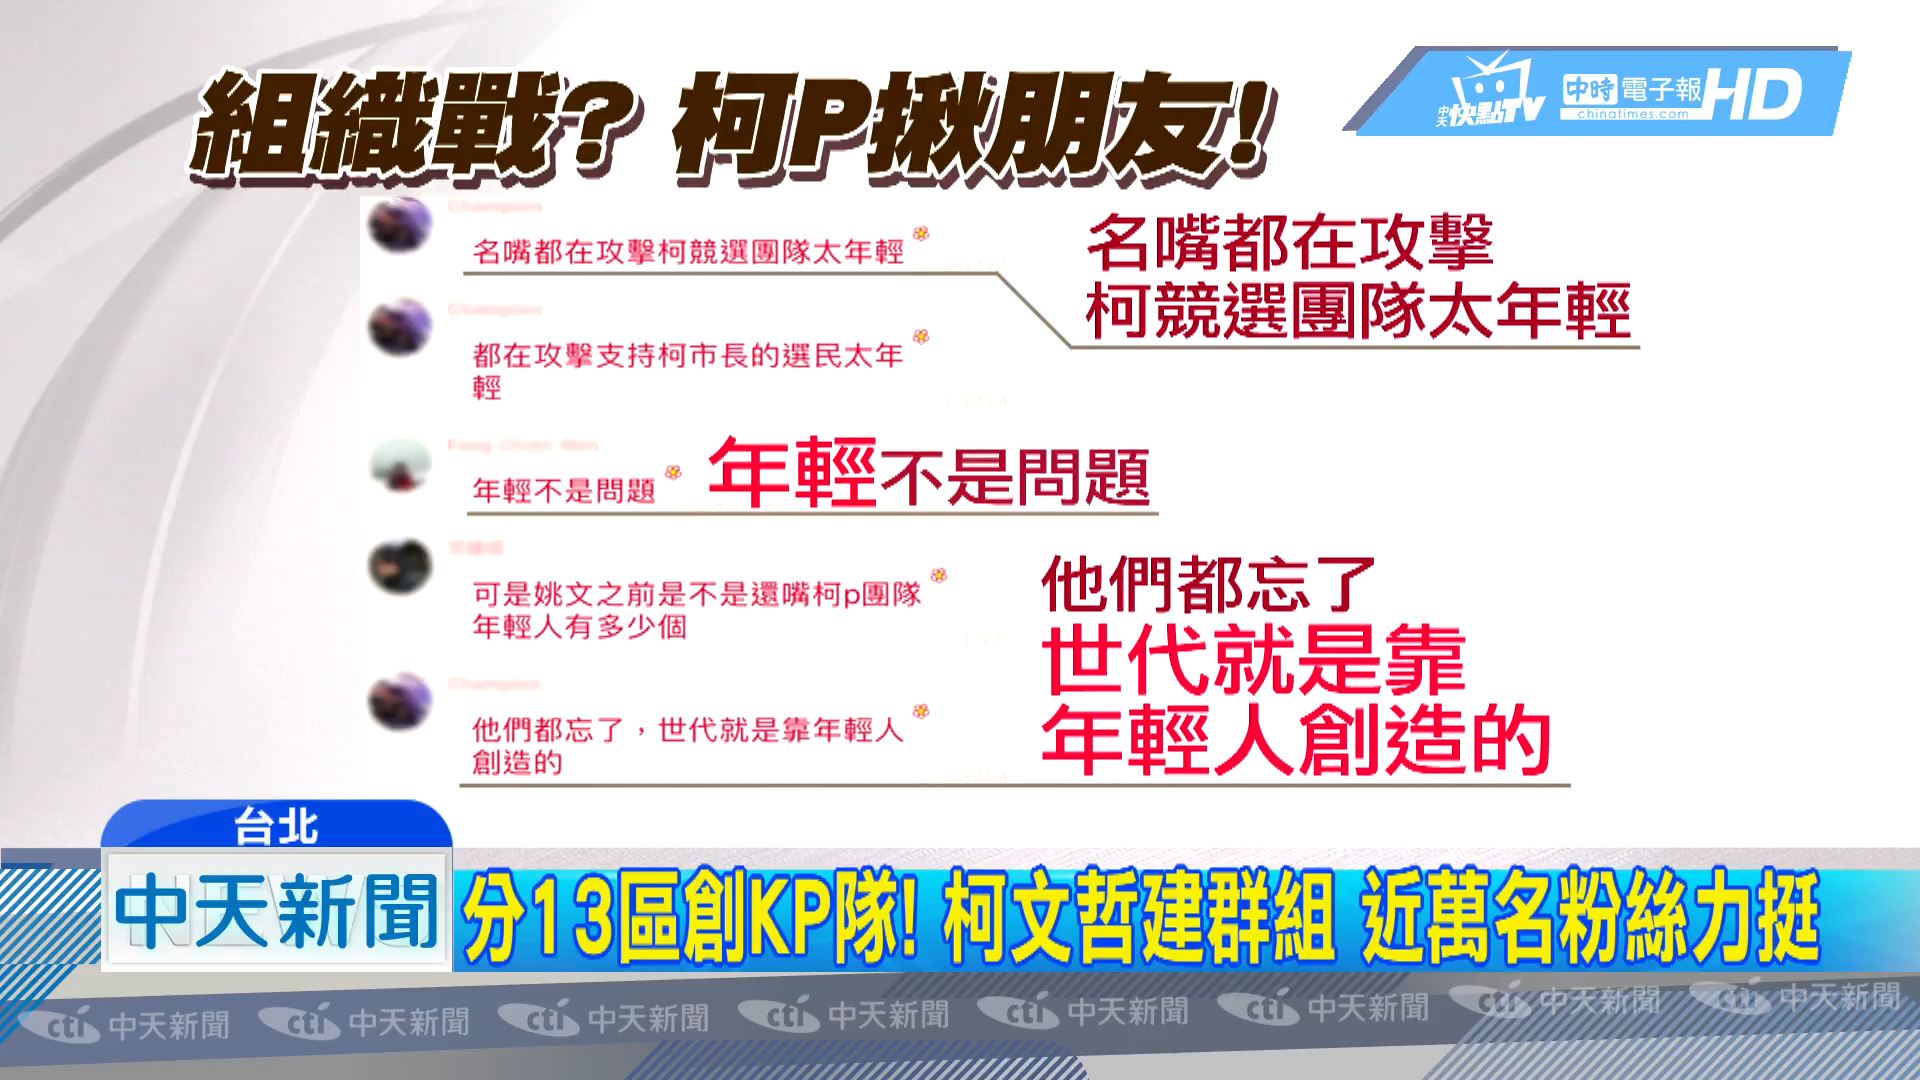 組織戰? 柯P揪朋友!
中天快點TV
中時電子報HD
chinatimes.com
Champion
名嘴都在攻擊柯競選團隊太年輕
名嘴都在攻擊
柯競選團隊太年輕
Champion
都在攻擊支持柯市長的選民太年
輕
年輕不是問題
年輕不是問題
可是姚文之前是不是還嘴柯p團隊
年輕人有多少個
他們都忘了
世代就是靠
年輕人創造的
Champion
他們都忘了，世代就是靠年輕人
創造的
台北
中天新聞
NEWS
分13區創KP隊! 柯文哲建群組 近萬名粉絲力挺
cti 中天新聞 cti 中天新聞 cti 中天新聞 cti 中天新聞 cti 中天新聞 cti 中天新聞 cti 中天新聞 cti 中天新聞